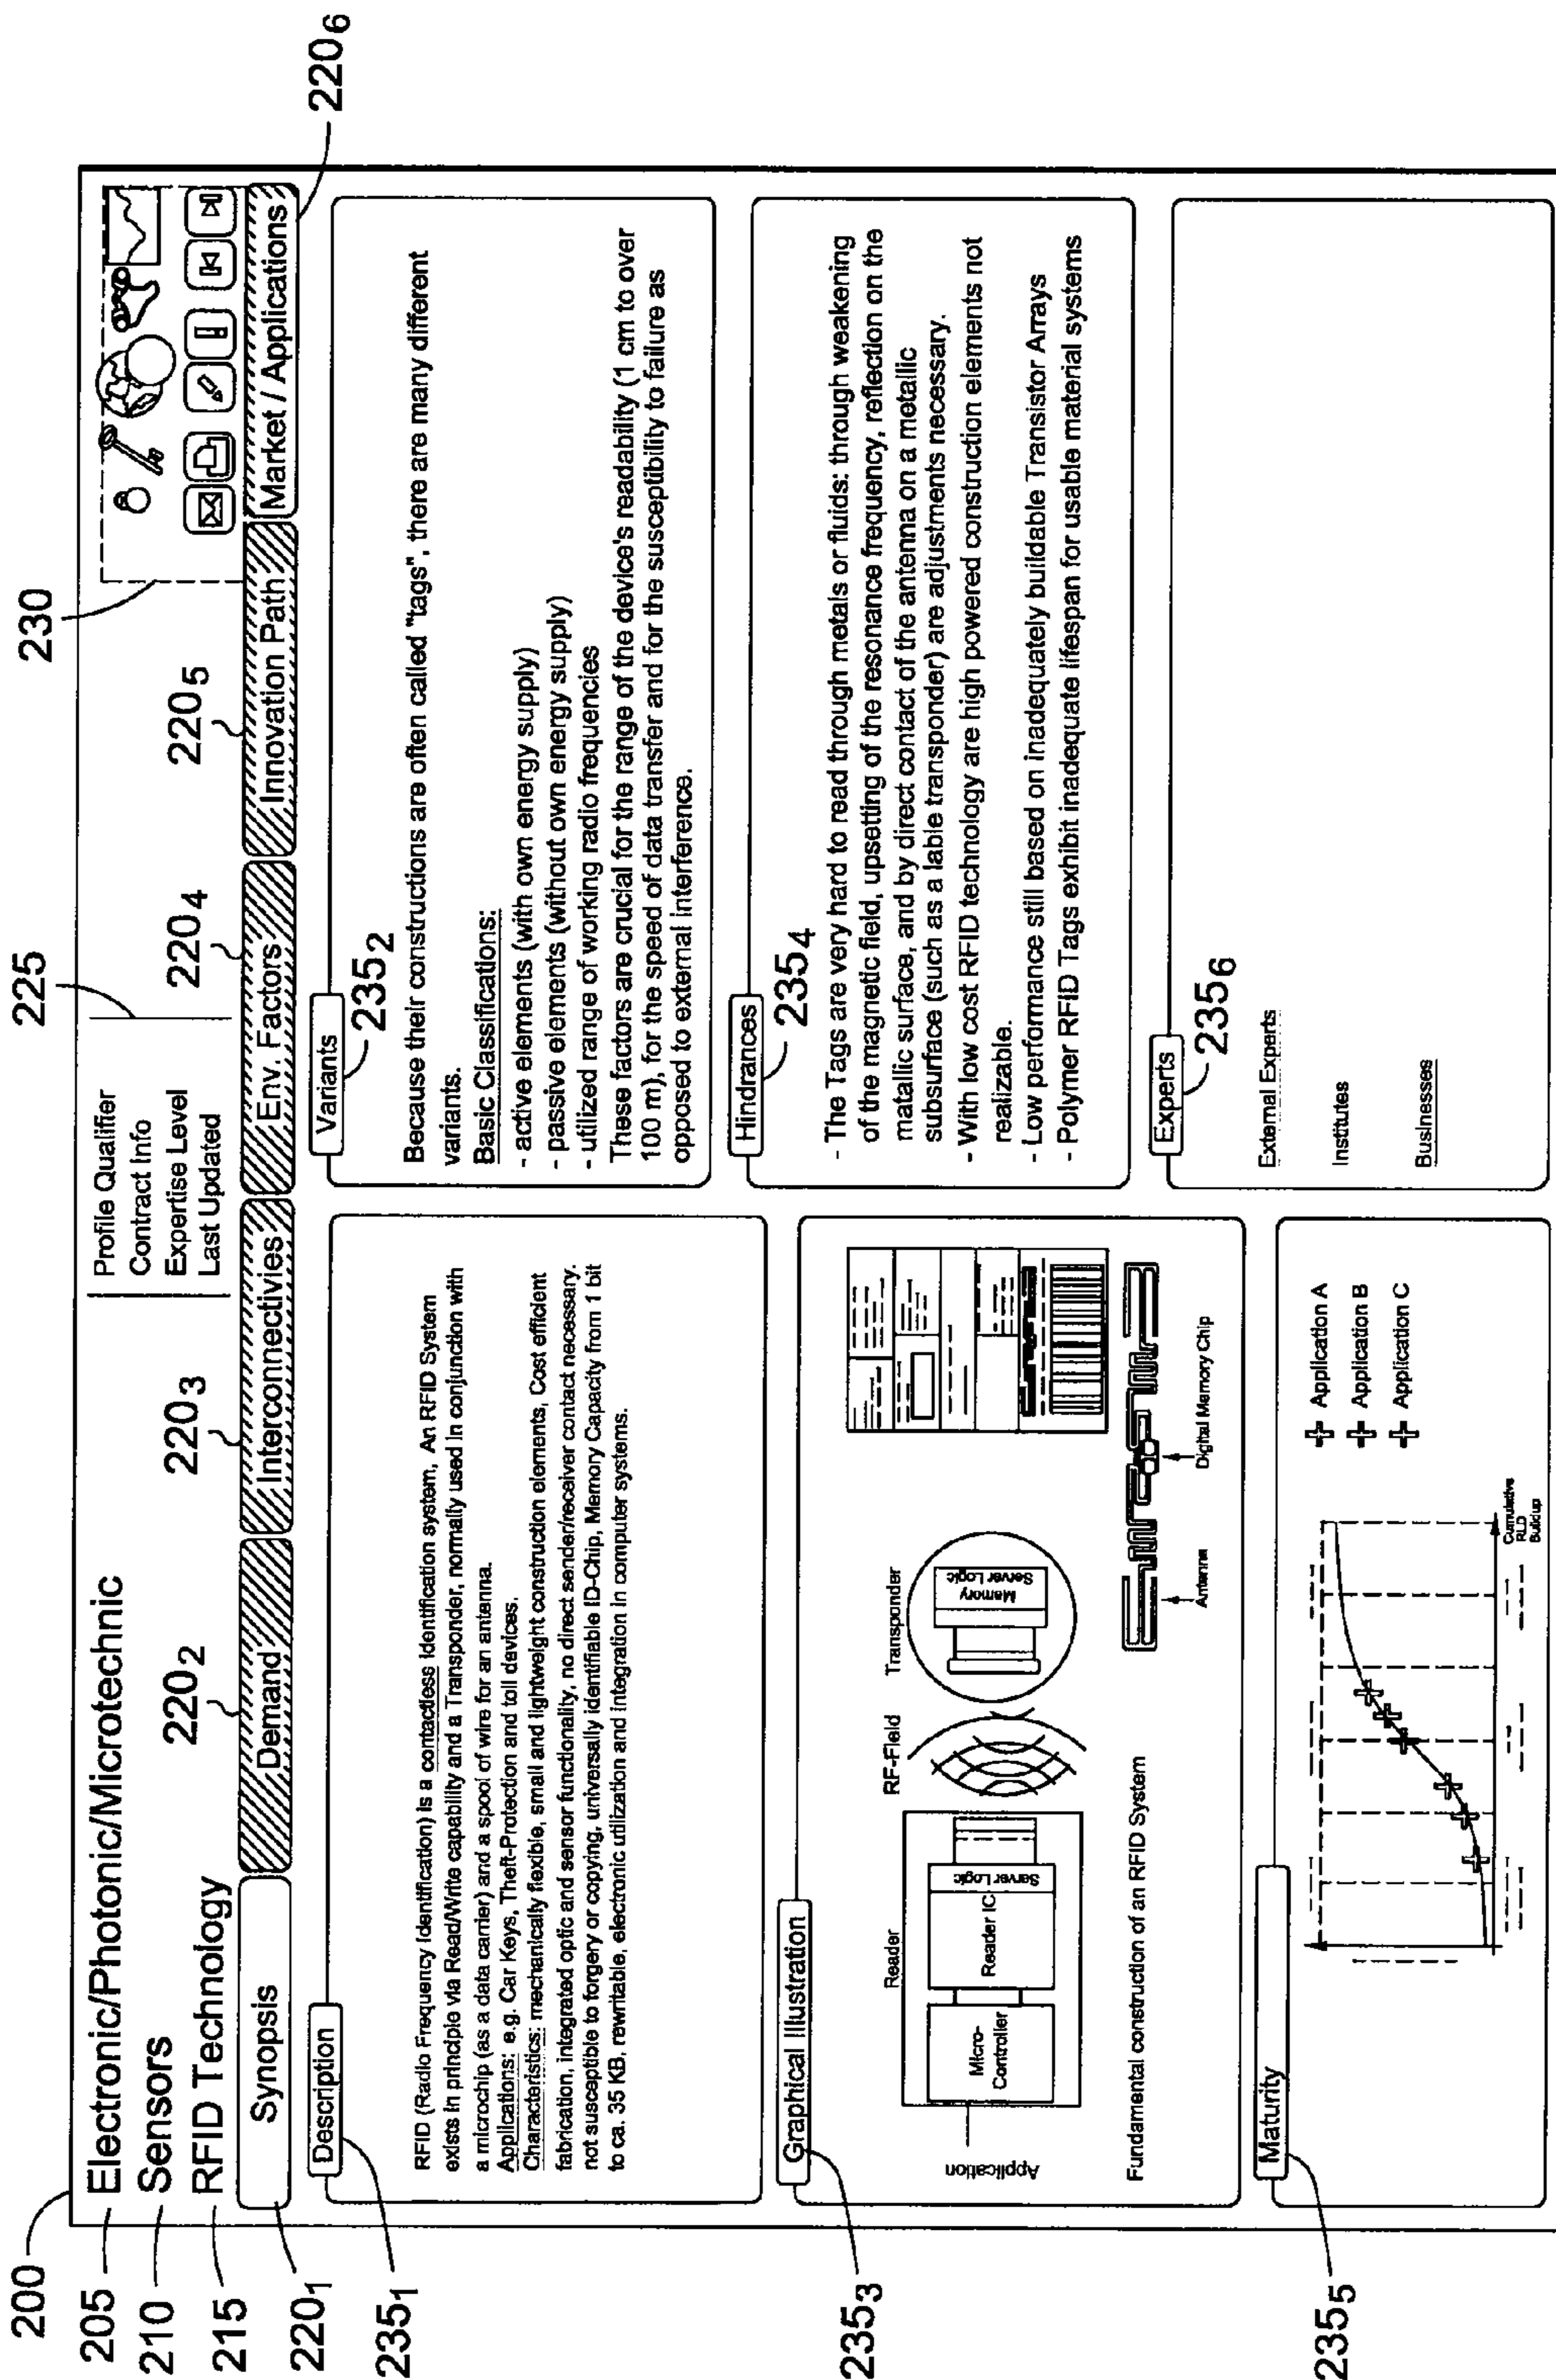 200
205 Electronic/Photonic/Microtechnic
210 Sensors
215 RFID Technology
225
Profile Qualifier
Contract Info
Expertise Level
Last Updated
230
220₁ Synopsis
220₂ Demand
220₃ Interconnectivies
220₄ Env. Factors
220₅ Innovation Path
220₆ Market / Applications
235₁ Description
RFID (Radio Frequency Identification) is a contactless identification system, An RFID System
exists in principle via Read/Write capability and a Transponder, normally used in conjunction with
a microchip (as a data carrier) and a spool of wire for an antenna.
Applications: e.g. Car Keys, Theft-Protection and toll devices.
Characteristics: mechanically flexible, small and lightweight construction elements, Cost efficient
fabrication, integrated optic and sensor functionality, no direct sender/receiver contact necessary.
not susceptible to forgery or copying, universally identifiable ID-Chip, Memory Capacity from 1 bit
to ca. 35 KB, rewritable, electronic utilization and integration in computer systems.
Variants
235₂
Because their constructions are often called "tags", there are many different
variants.
Basic Classifications:
- active elements (with own energy supply)
- passive elements (without own energy supply)
- utilized range of working radio frequencies
These factors are crucial for the range of the device's readability (1 cm to over
100 m), for the speed of data transfer and for the susceptibility to failure as
opposed to external interference.
235₃ Graphical Illustration
Application
Reader
Micro-
Controller
Reader IC
Server Logic
RF-Field
Transponder
Memory
Server Logic
Antenna
Digital Memory Chip
Fundamental construction of an RFID System
Hindrances
235₄
- The Tags are very hard to read through metals or fluids: through weakening
of the magnetic field, upsetting of the resonance frequency, reflection on the
matallic surface, and by direct contact of the antenna on a metallic
subsurface (such as a lable transponder) are adjustments necessary.
- With low cost RFID technology are high powered construction elements not
realizable.
- Low performance still based on inadequately buildable Transistor Arrays
- Polymer RFID Tags exhibit inadequate lifespan for usable material systems
235₅ Maturity
Application A
Application B
Application C
Cumulative
RLD
Buildup
Experts
235₆
External Experts
Institutes
Businesses